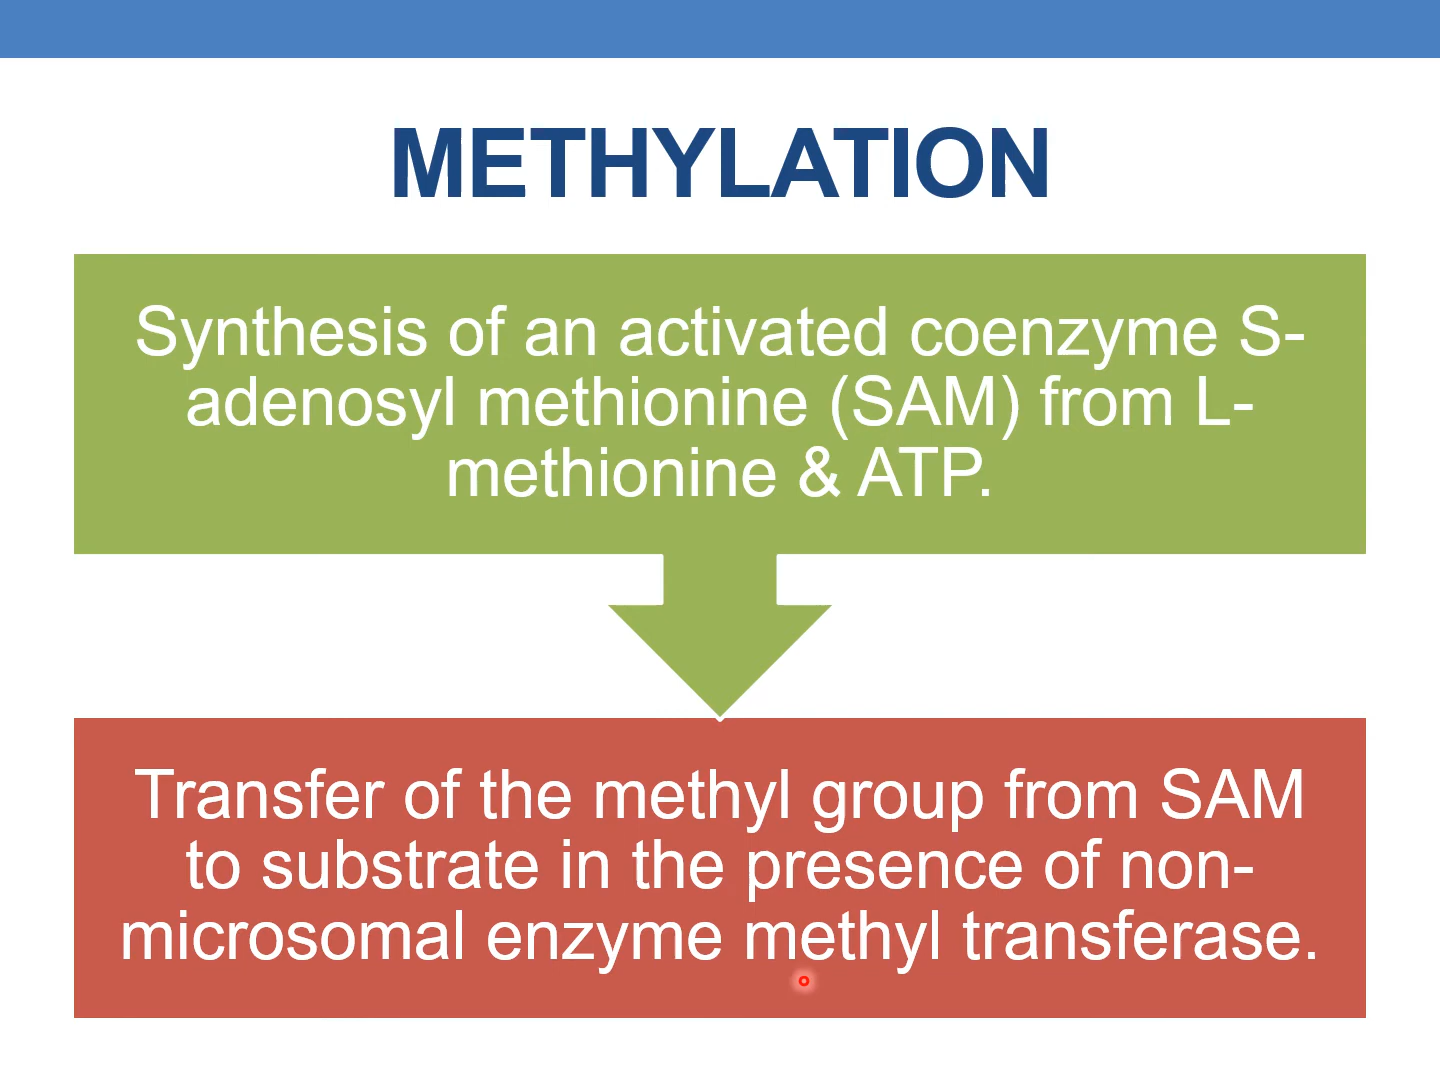 METHYLATION
Synthesis of an activated coenzyme S-
adenosyl methionine (SAM) from L-
methionine & ATP.
Transfer of the methyl group from SAM
to substrate in the presence of non-
microsomal enzyme methyl transferase.